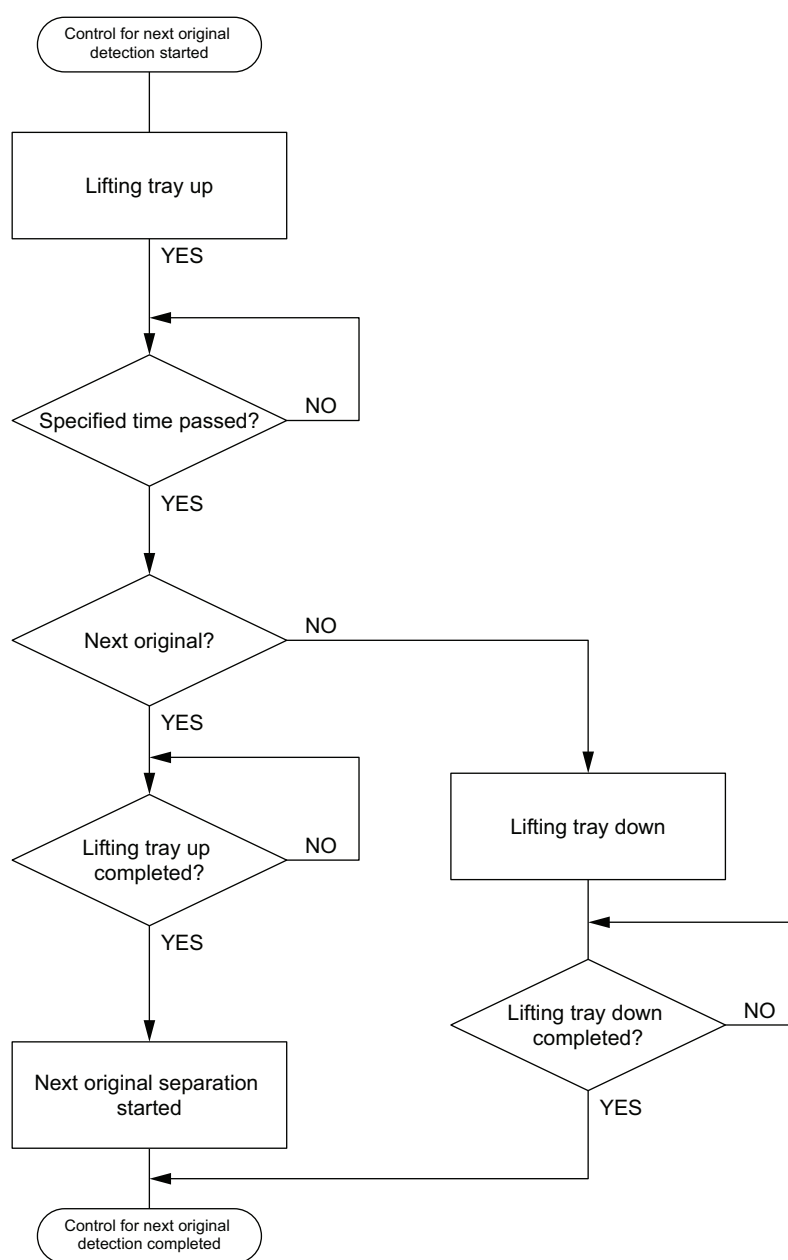 Control for next original
detection started
Lifting tray up
YES
Specified time passed?
NO
YES
Next original?
NO
YES
Lifting tray up
completed?
NO
YES
Lifting tray down
Lifting tray down
completed?
NO
YES
Next original separation
started
Control for next original
detection completed